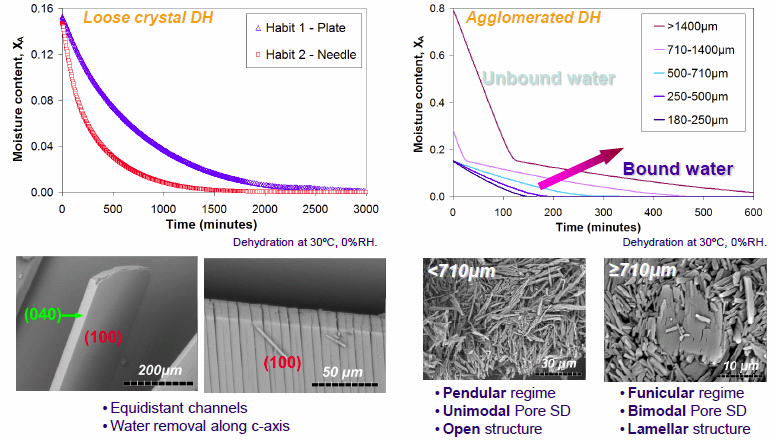 Loose crystal DH
Moisture content, XA
0.16
0.12
0.08
0.04
0.00
Habit 1 - Plate
Habit 2 - Needle
0 500 1000 1500 2000 2500 3000
Time (minutes)
Dehydration at 30ºC, 0%RH.
Agglomerated DH
Moisture content, XA
0.8
0.6
0.4
0.2
0.0
>1400µm
710-1400µm
500-710µm
250-500µm
180-250µm
Unbound water
Bound water
0 100 200 300 400 500 600
Time (minutes)
Dehydration at 30ºC, 0%RH.
(040)
(100)
200µm
(100)
50 µm
• Equidistant channels
• Water removal along c-axis
<710µm
30 µm
• Pendular regime
• Unimodal Pore SD
• Open structure
≥710µm
10 µm
• Funicular regime
• Bimodal Pore SD
• Lamellar structure